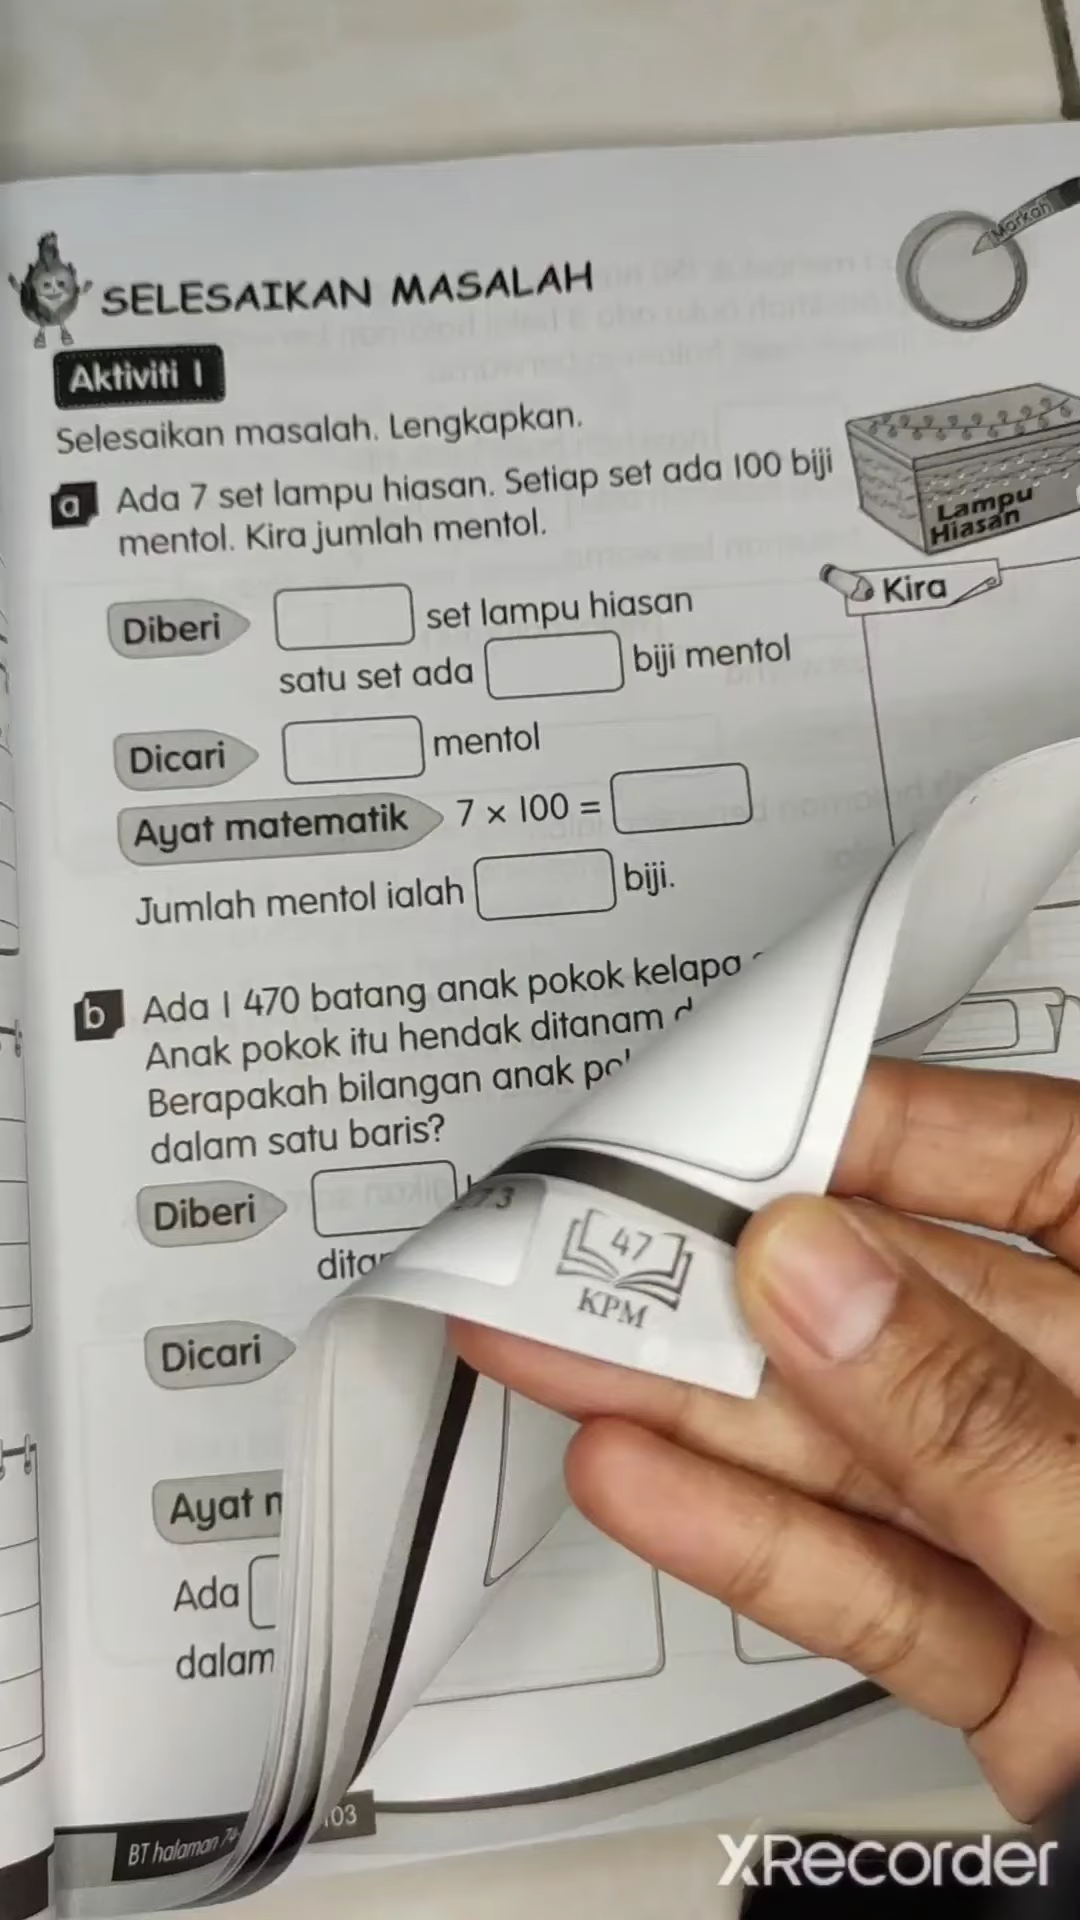 Markah
SELESAIKAN MASALAH
Aktiviti 1
Selesaikan masalah. Lengkapkan.
a Ada 7 set lampu hiasan. Setiap set ada 100 biji
mentol. Kira jumlah mentol.
Lampu
Hiasan
Kira
Diberi set lampu hiasan
satu set ada biji mentol
Dicari mentol
Ayat matematik 7 × 100 =
Jumlah mentol ialah biji.
b Ada 1 470 batang anak pokok kelapa
Anak pokok itu hendak ditanam
Berapakah bilangan anak
dalam satu baris?
Diberi
Dicari
Ayat
Ada
dalam
47
KPM
BT halaman
103
XRecorder